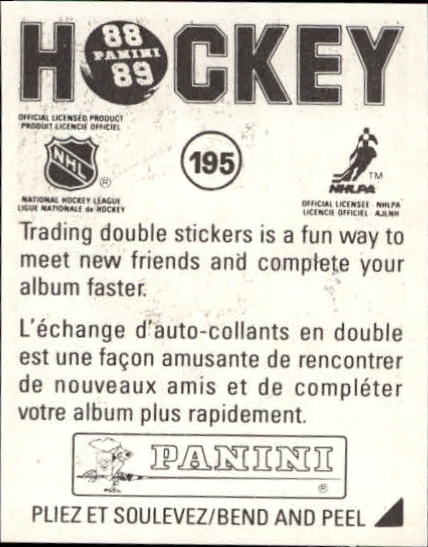 HOCKEY
88
PANINI
89
OFFICIAL LICENSED PRODUCT
PRODUIT LICENCIE OFFICIEL
NHL
®
195
TM
NHLPA
NATIONAL HOCKEY LEAGUE
LIGUE NATIONALE de HOCKEY
OFFICIAL LICENSEE - NHLPA
LICENCIE OFFICIEL - AJLNH
Trading double stickers is a fun way to
meet new friends and complete your
album faster.
L'échange d'auto-collants en double
est une façon amusante de rencontrer
de nouveaux amis et de compléter
votre album plus rapidement.
PANINI
®
PLIEZ ET SOULEVEZ/BEND AND PEEL